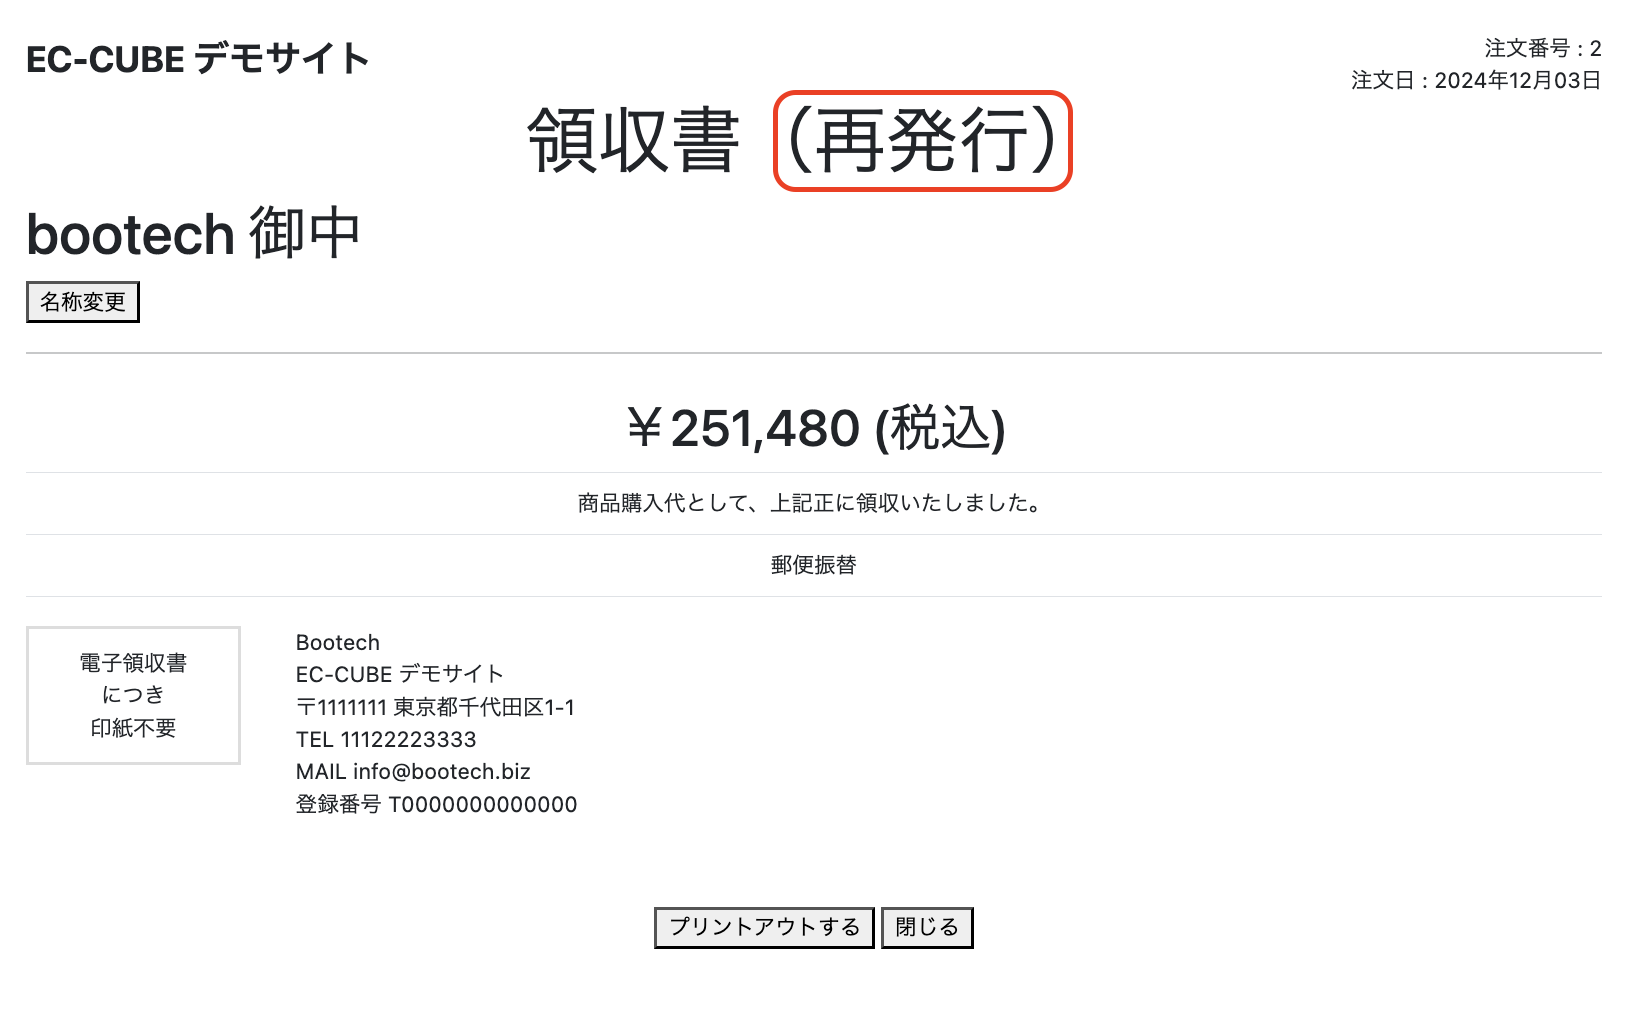 EC-CUBE デモサイト
注文番号 : 2
注文日 : 2024年12月03日
領収書 （再発行）
bootech 御中
名称変更
￥251,480 (税込)
商品購入代として、上記正に領収いたしました。
郵便振替
電子領収書
につき
印紙不要
Bootech
EC-CUBE デモサイト
〒1111111 東京都千代田区1-1
TEL 11122223333
MAIL info@bootech.biz
登録番号 T0000000000000
プリントアウトする 閉じる